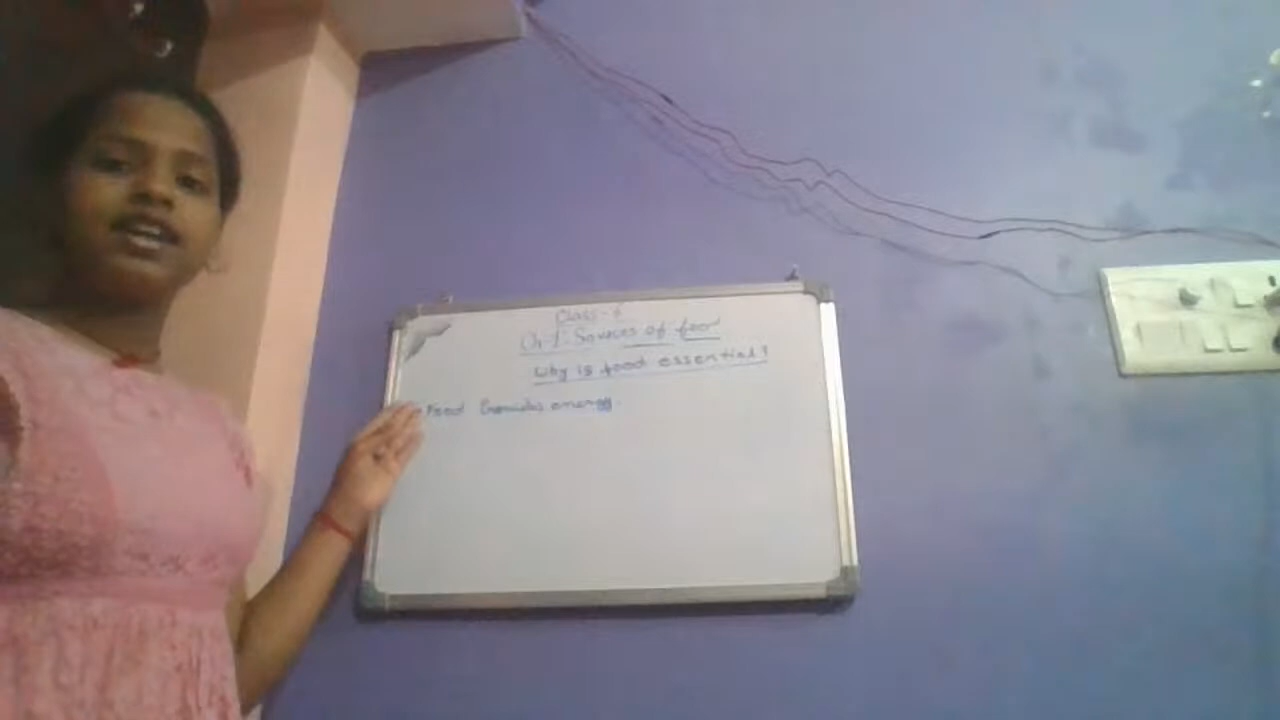 Class-6
Ch-1. Sources of food
Why is food essential?
Food Provides energy.